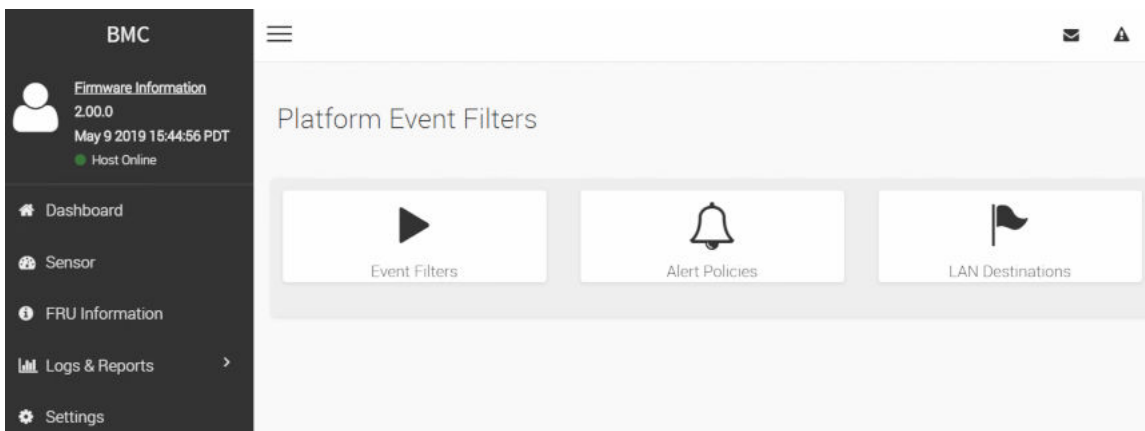 BMC
Firmware Information
2.00.0
May 9 2019 15:44:56 PDT
Host Online
Dashboard
Sensor
FRU Information
Logs & Reports
Settings
Platform Event Filters
Event Filters
Alert Policies
LAN Destinations